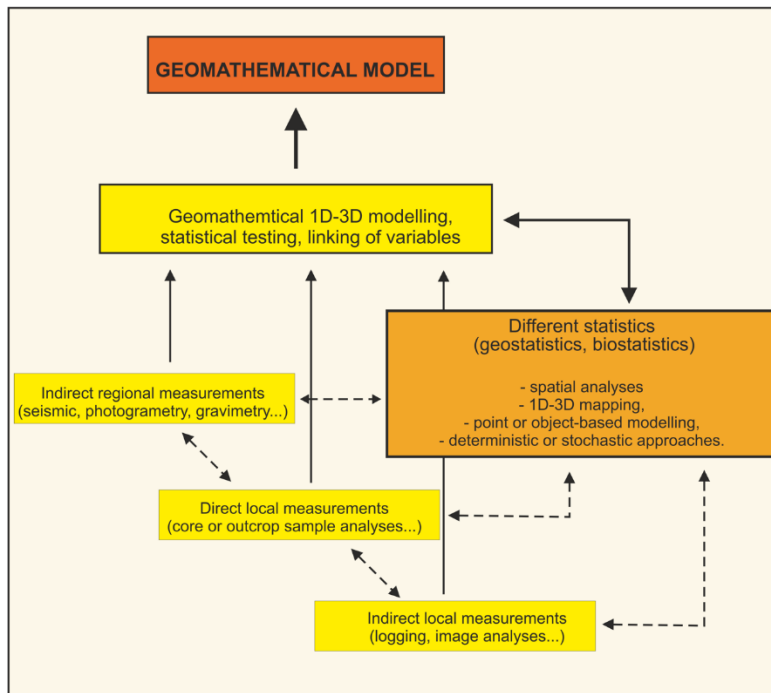 GEOMATHEMATICAL MODEL
Geomathemtical 1D-3D modelling,
statistical testing, linking of variables
Different statistics
(geostatistics, biostatistics)
- spatial analyses
- 1D-3D mapping,
- point or object-based modelling,
- deterministic or stochastic approaches.
Indirect regional measurements
(seismic, photogrametry, gravimetry...)
Direct local measurements
(core or outcrop sample analyses...)
Indirect local measurements
(logging, image analyses...)